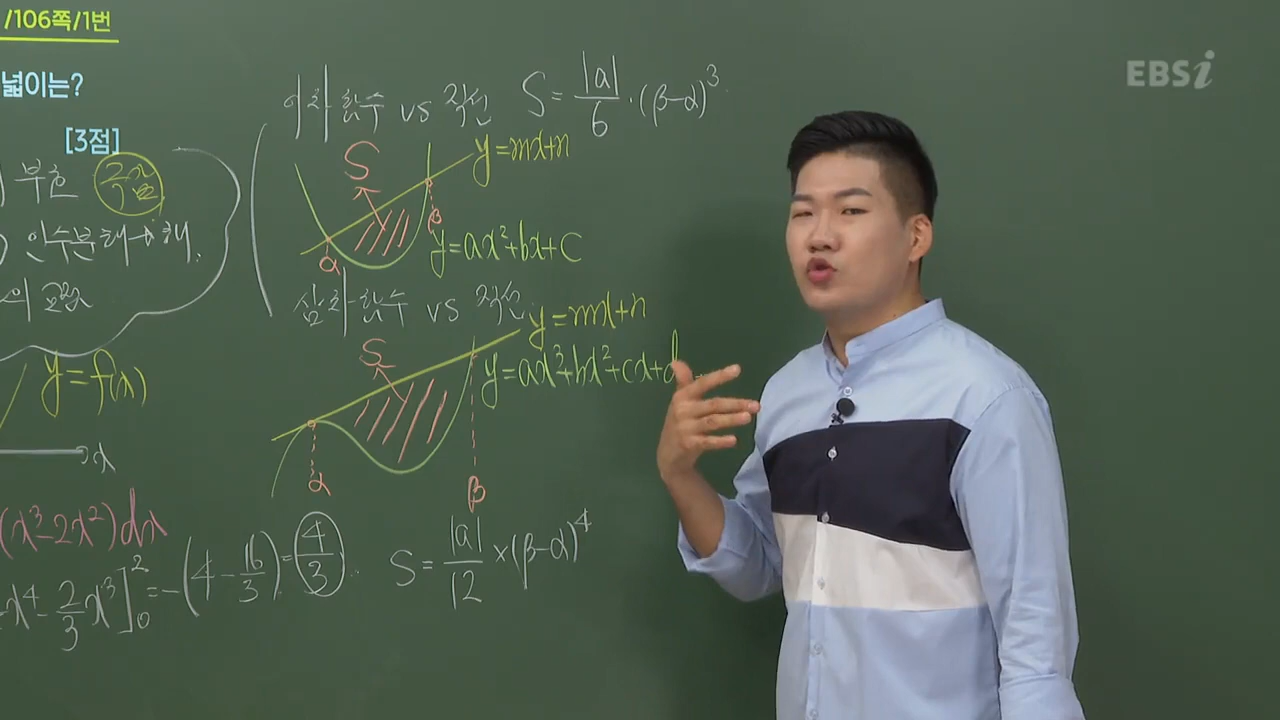 /106쪽/1번
넓이는?
[3점]
부호 구간
인수분해→해.
의 교점
y=f(x)
x
(x³-2x²)dx
x⁴-2/3x³]₀²=-(4-16/3)=4/3
이차함수 vs 직선 S=|a|/6·(β-α)³
S
y=mx+n
α
β
y=ax²+bx+c
삼차함수 vs 직선
y=mx+n
S
y=ax³+bx²+cx+d
α
β
S=|a|/12×(β-α)⁴
EBSi